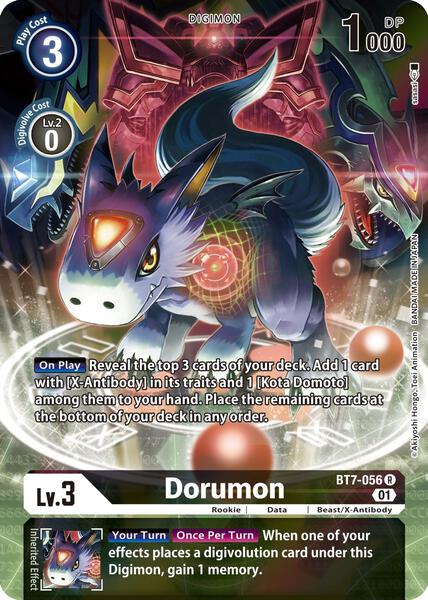 DIGIMON
Play Cost
3
DP
1000
Digivolve Cost
Lv.2
0
sasasi
©Akiyoshi Hongo, Toei Animation BANDAI MADE IN JAPAN
On Play Reveal the top 3 cards of your deck. Add 1 card
with [X-Antibody] in its traits and 1 [Kota Domoto]
among them to your hand. Place the remaining cards at
the bottom of your deck in any order.
BT7-056 R
Lv.3
Dorumon
01
Rookie
Data
Beast/X-Antibody
Inherited Effect
Your Turn Once Per Turn When one of your
effects places a digivolution card under this
Digimon, gain 1 memory.